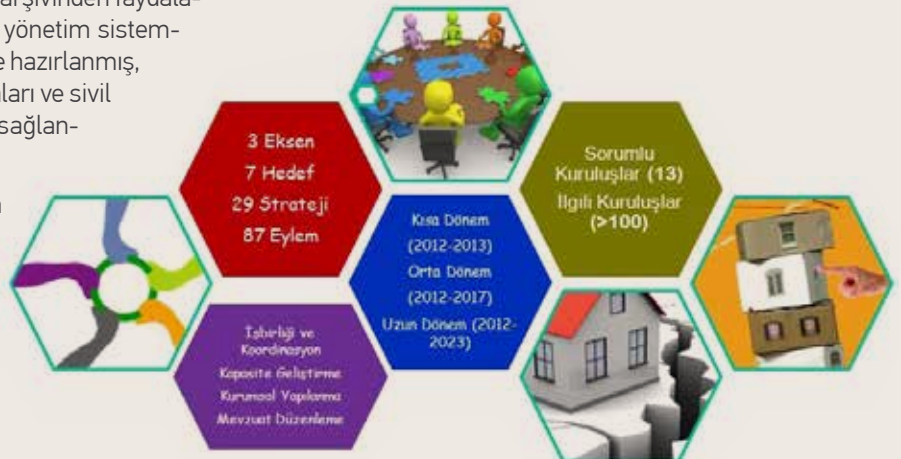 arşivinden faydala-
yönetim sistem-
e hazırlanmış,
ları ve sivil
sağlan-
3 Eksen
7 Hedef
29 Strateji
87 Eylem
Sorumlu
Kuruluşlar (13)
İlgili Kuruluşlar
(>100)
Kısa Dönem
(2012-2013)
Orta Dönem
(2012-2017)
Uzun Dönem (2012-
2023)
İşbirliği ve
Koordinasyon
Kapasite Geliştirme
Kurumsal Yapılanma
Mevzuat Düzenleme